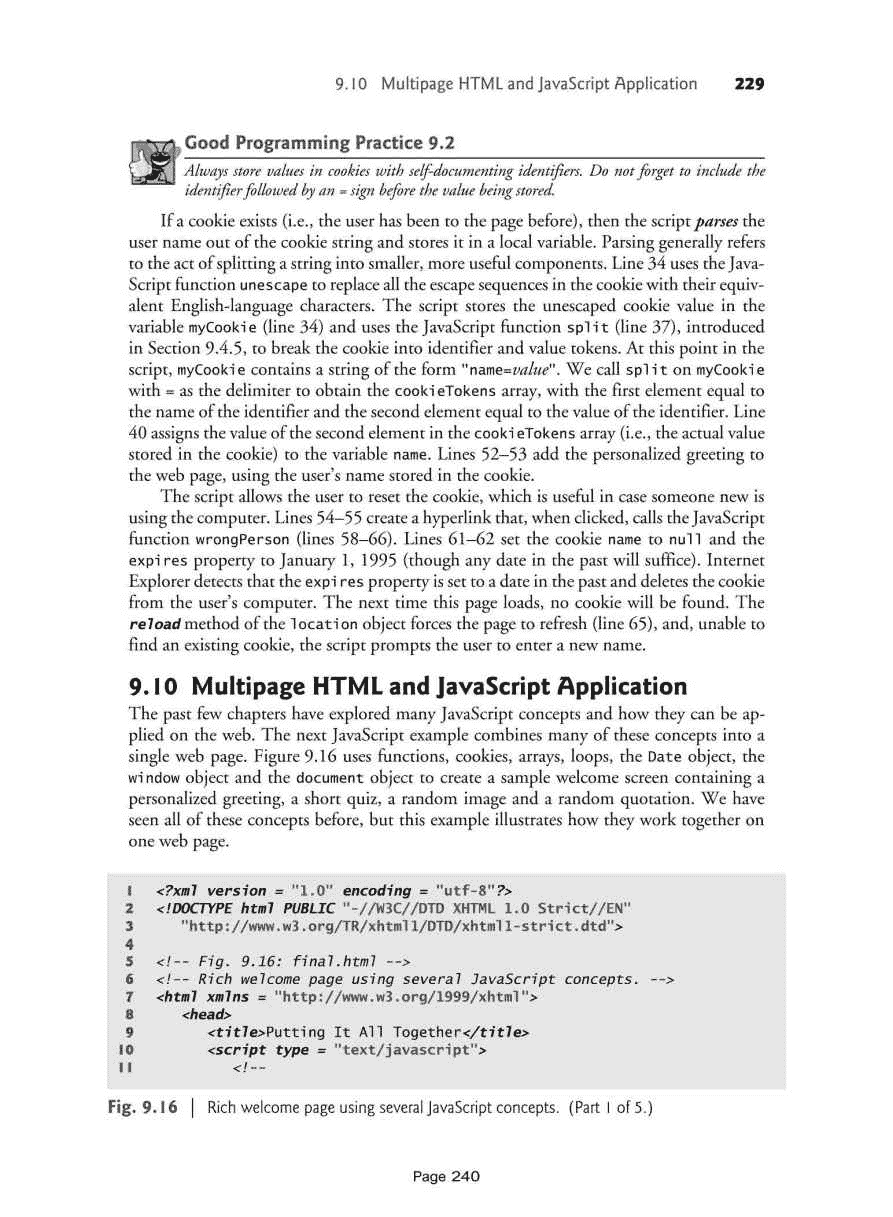 9.10 Multipage HTML and JavaScript Application 229
Good Programming Practice 9.2
Always store values in cookies with self-documenting identifiers. Do not forget to include the
identifier followed by an = sign before the value being stored.
If a cookie exists (i.e., the user has been to the page before), then the script parses the
user name out of the cookie string and stores it in a local variable. Parsing generally refers
to the act of splitting a string into smaller, more useful components. Line 34 uses the Java-
Script function unescape to replace all the escape sequences in the cookie with their equiv-
alent English-language characters. The script stores the unescaped cookie value in the
variable myCookie (line 34) and uses the JavaScript function split (line 37), introduced
in Section 9.4.5, to break the cookie into identifier and value tokens. At this point in the
script, myCookie contains a string of the form "name=value". We call split on myCookie
with = as the delimiter to obtain the cookieTokens array, with the first element equal to
the name of the identifier and the second element equal to the value of the identifier. Line
40 assigns the value of the second element in the cookieTokens array (i.e., the actual value
stored in the cookie) to the variable name. Lines 52–53 add the personalized greeting to
the web page, using the user's name stored in the cookie.
The script allows the user to reset the cookie, which is useful in case someone new is
using the computer. Lines 54–55 create a hyperlink that, when clicked, calls the JavaScript
function wrongPerson (lines 58–66). Lines 61–62 set the cookie name to null and the
expires property to January 1, 1995 (though any date in the past will suffice). Internet
Explorer detects that the expires property is set to a date in the past and deletes the cookie
from the user's computer. The next time this page loads, no cookie will be found. The
reload method of the location object forces the page to refresh (line 65), and, unable to
find an existing cookie, the script prompts the user to enter a new name.
9.10 Multipage HTML and JavaScript Application
The past few chapters have explored many JavaScript concepts and how they can be ap-
plied on the web. The next JavaScript example combines many of these concepts into a
single web page. Figure 9.16 uses functions, cookies, arrays, loops, the Date object, the
window object and the document object to create a sample welcome screen containing a
personalized greeting, a short quiz, a random image and a random quotation. We have
seen all of these concepts before, but this example illustrates how they work together on
one web page.
1 <?xml version = "1.0" encoding = "utf-8"?>
2 <!DOCTYPE html PUBLIC "-//W3C//DTD XHTML 1.0 Strict//EN"
3 "http://www.w3.org/TR/xhtml1/DTD/xhtml1-strict.dtd">
4
5 <!-- Fig. 9.16: final.html -->
6 <!-- Rich welcome page using several JavaScript concepts. -->
7 <html xmlns = "http://www.w3.org/1999/xhtml">
8 <head>
9 <title>Putting It All Together</title>
10 <script type = "text/javascript">
11 <!--
Fig. 9.16 | Rich welcome page using several JavaScript concepts. (Part 1 of 5.)
Page 240